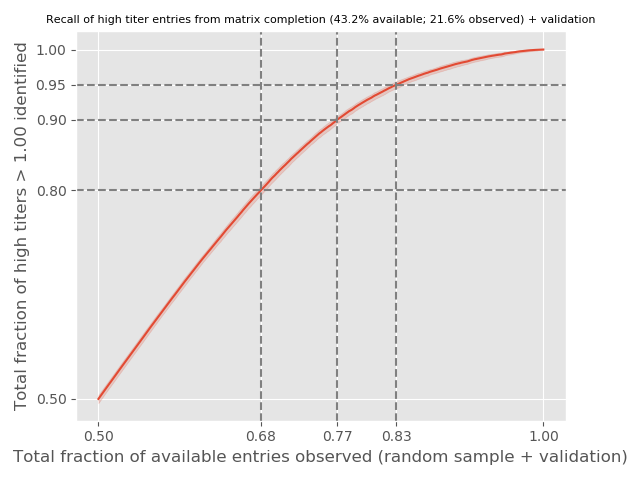 Recall of high titer entries from matrix completion (43.2% available; 21.6% observed) + validation
Total fraction of high titers > 1.00 identified
1.00
0.95
0.90
0.80
0.50
0.50 0.68 0.77 0.83 1.00
Total fraction of available entries observed (random sample + validation)